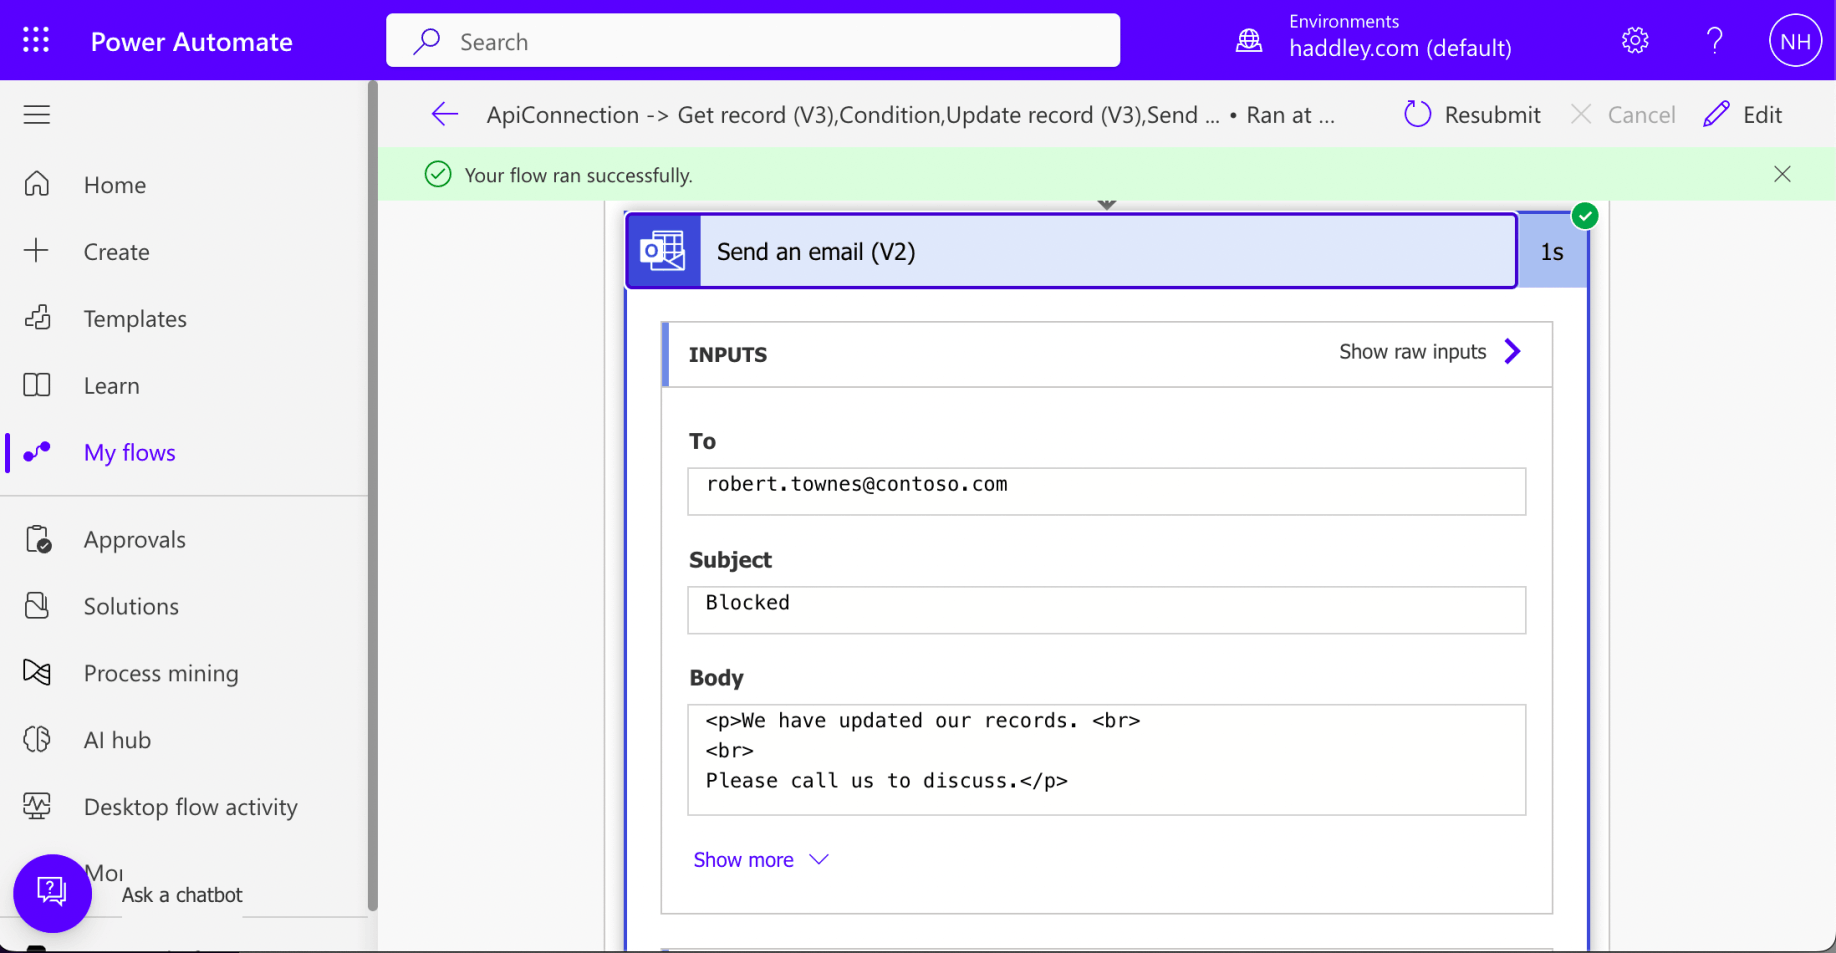 Power Automate
Search
Environments
haddley.com (default)
NH
ApiConnection -> Get record (V3),Condition,Update record (V3),Send ... • Ran at ...
Resubmit
Cancel
Edit
Your flow ran successfully.
Home
Create
Templates
Learn
My flows
Approvals
Solutions
Process mining
AI hub
Desktop flow activity
Mor
Ask a chatbot
Send an email (V2)
1s
INPUTS
Show raw inputs
To
robert.townes@contoso.com
Subject
Blocked
Body
<p>We have updated our records. <br>
<br>
Please call us to discuss.</p>
Show more